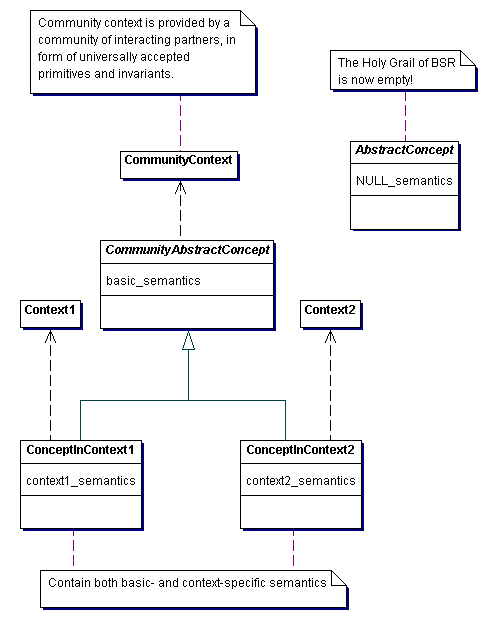 Community context is provided by a
community of interacting partners, in
form of universally accepted
primitives and invariants.
The Holy Grail of BSR
is now empty!
CommunityContext
AbstractConcept
NULL_semantics
CommunityAbstractConcept
basic_semantics
Context1
Context2
ConceptInContext1
context1_semantics
ConceptInContext2
context2_semantics
Contain both basic- and context-specific semantics